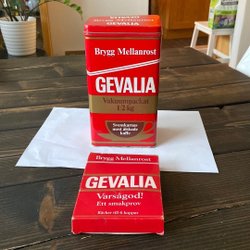 Brygg Mellanrost
GEVALIA
Vakuumpackat
1/2 kg
Svenskarnas
mest älskade
kaffe
Brygg Mellanrost
GEVALIA
Varsågod!
Ett smakprov
Räcker till 6 koppar